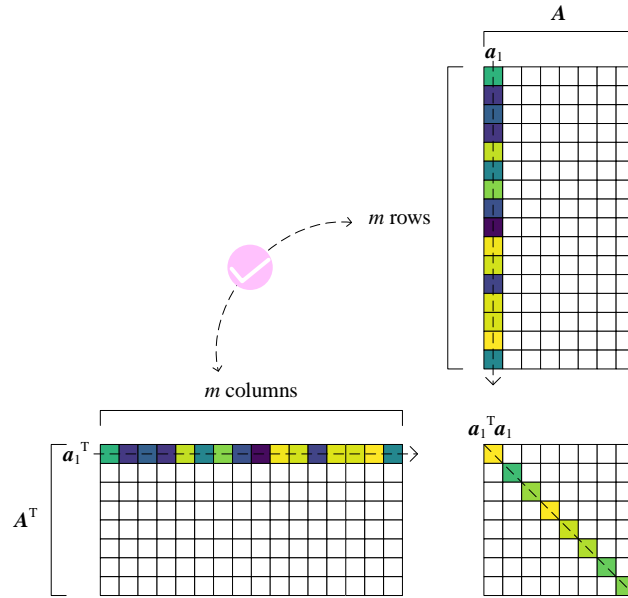 A
a₁
m rows
m columns
a₁ᵀ
a₁ᵀa₁
Aᵀ